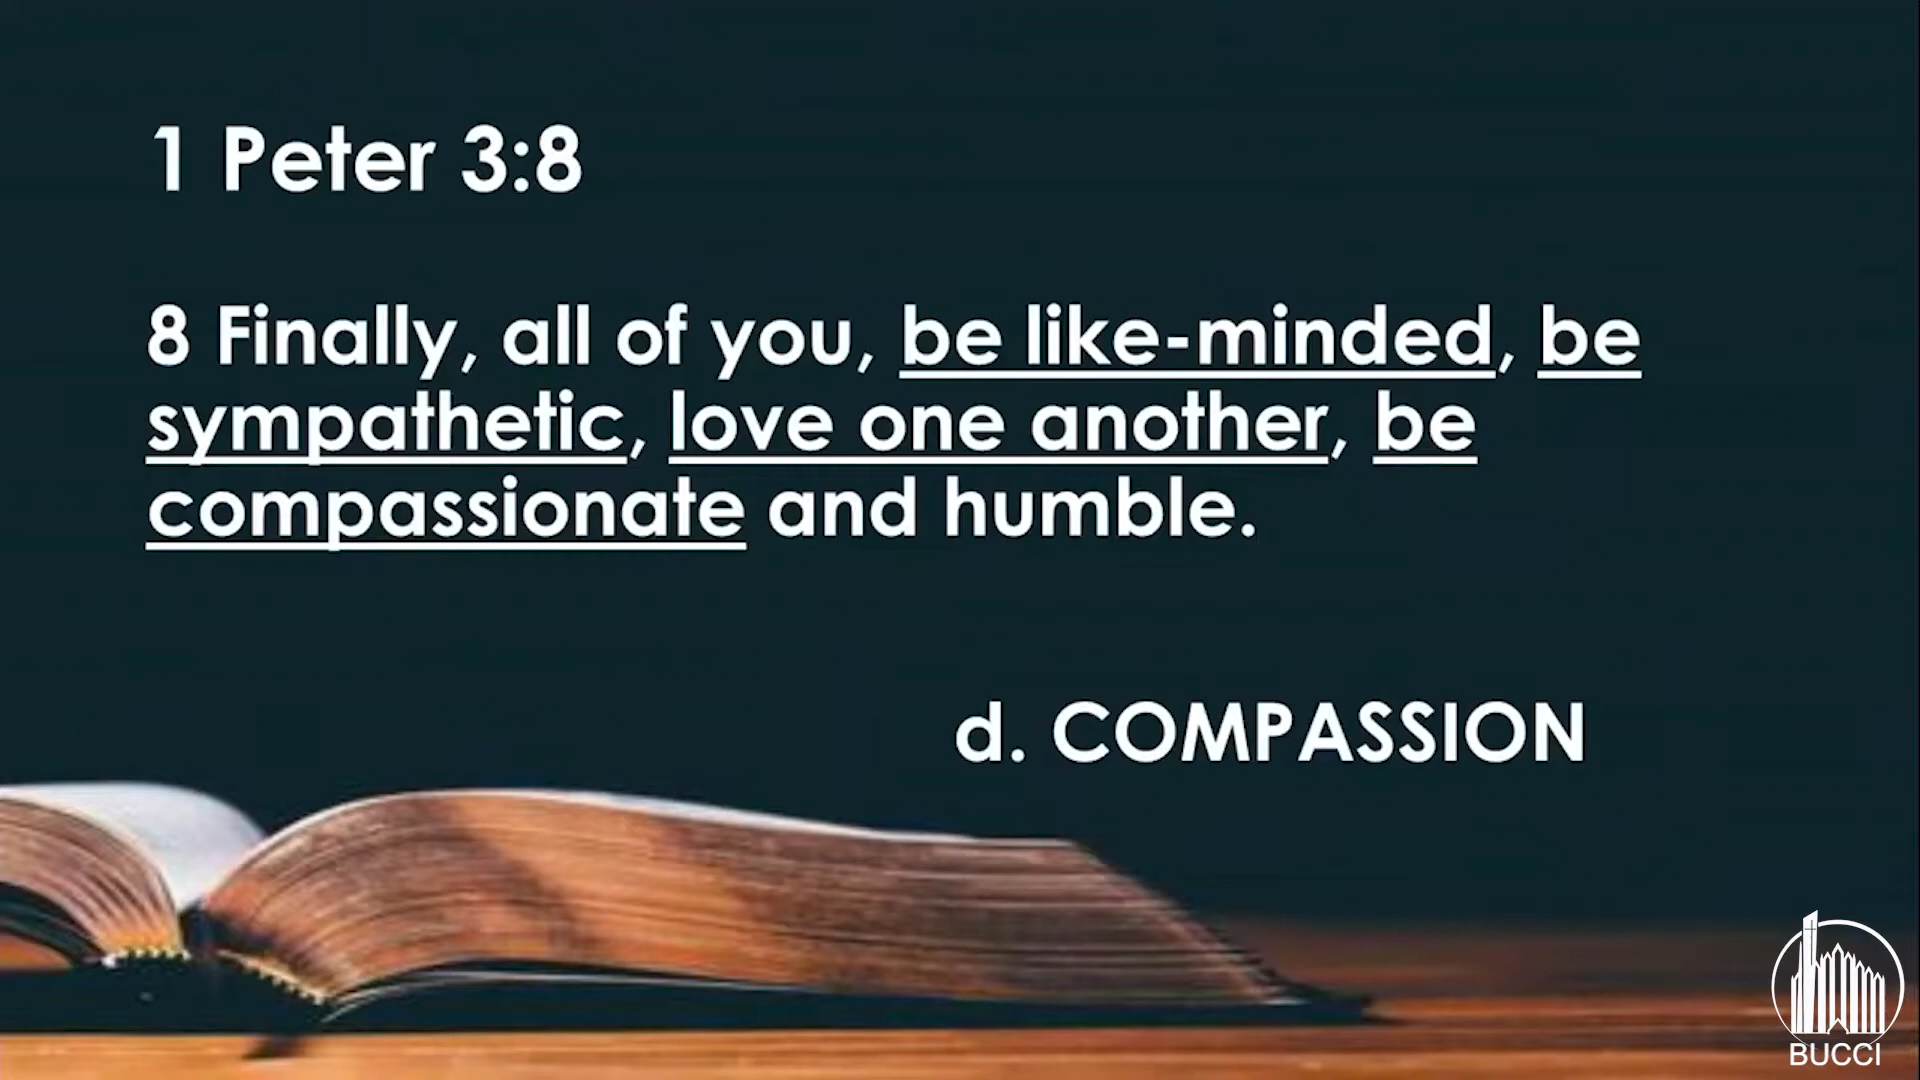 1 Peter 3:8
8 Finally, all of you, be like-minded, be
sympathetic, love one another, be
compassionate and humble.
d. COMPASSION
BUCCI